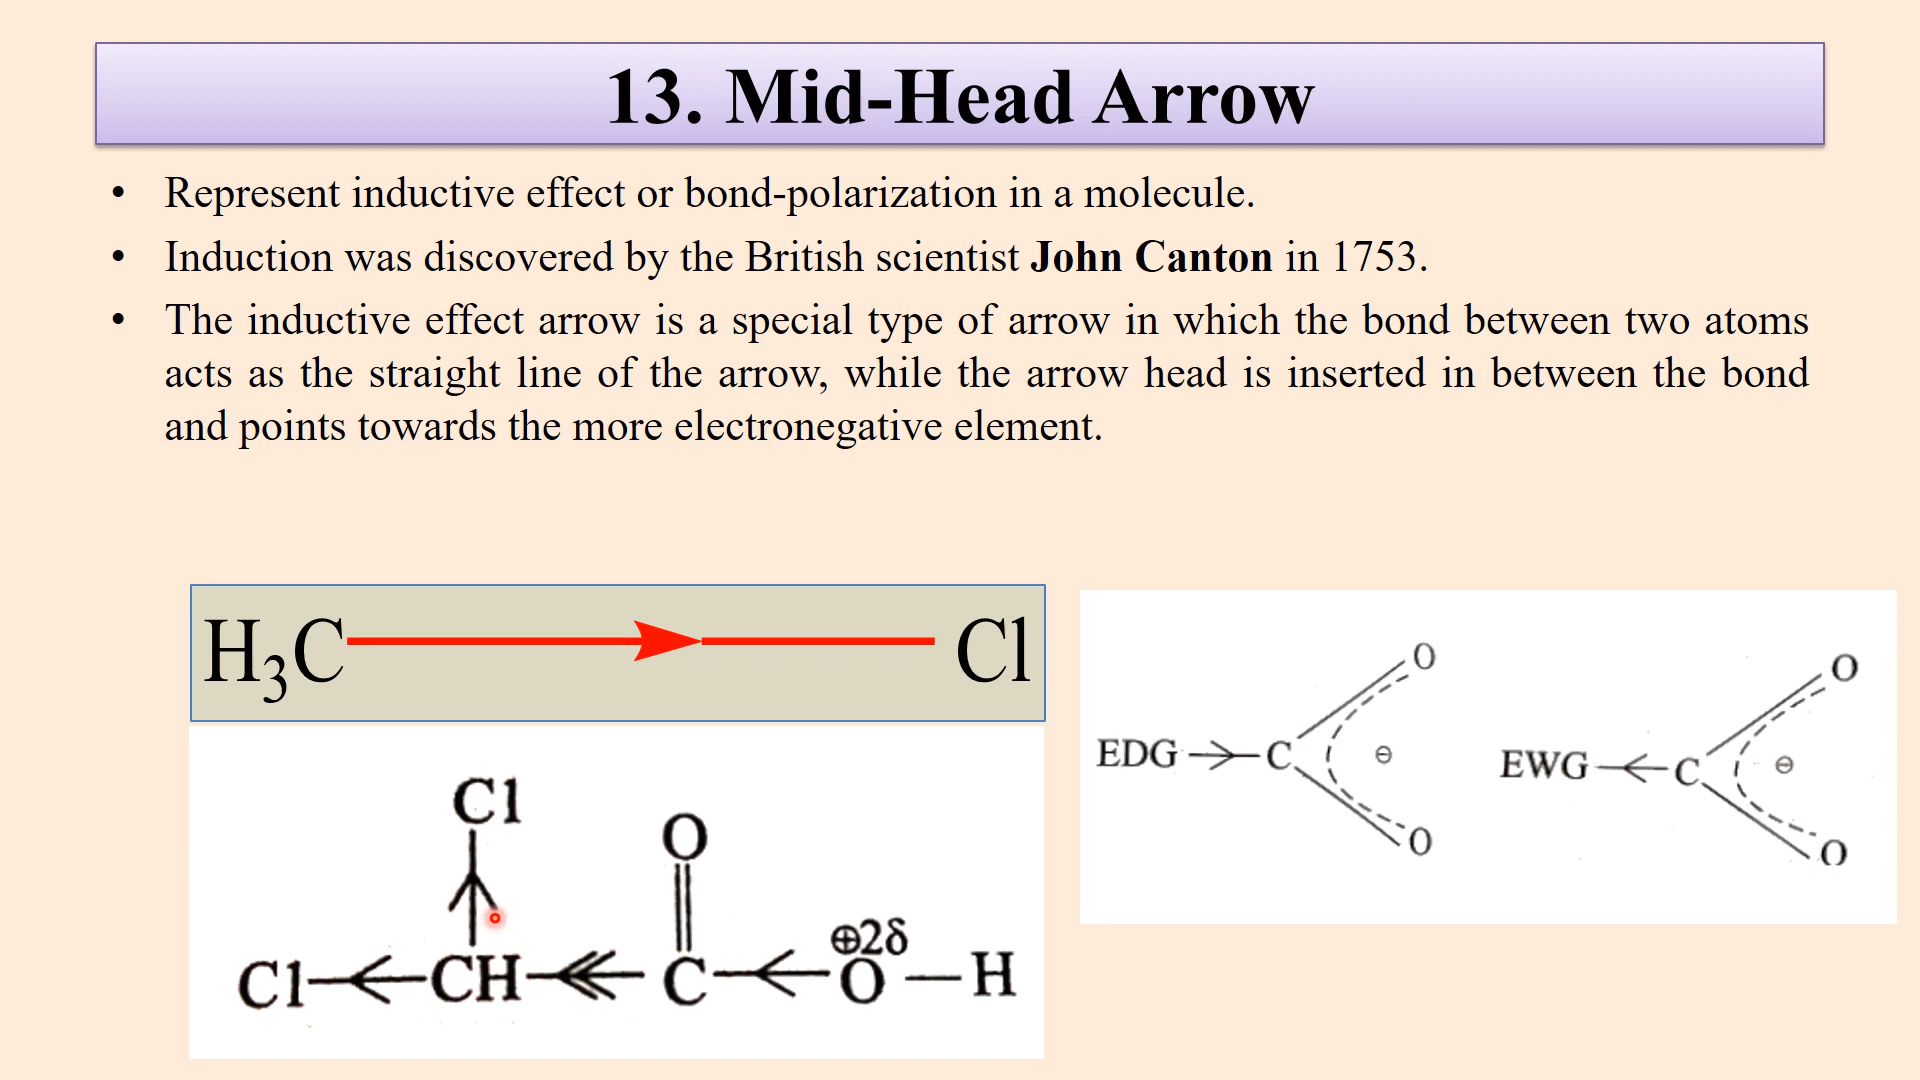 13. Mid-Head Arrow
• Represent inductive effect or bond-polarization in a molecule.
• Induction was discovered by the British scientist John Canton in 1753.
• The inductive effect arrow is a special type of arrow in which the bond between two atoms
acts as the straight line of the arrow, while the arrow head is inserted in between the bond
and points towards the more electronegative element.
H₃C Cl
Cl
O
⊕2δ
Cl CH C O H
O
EDG C ⊖
O
O
EWG C ⊖
O